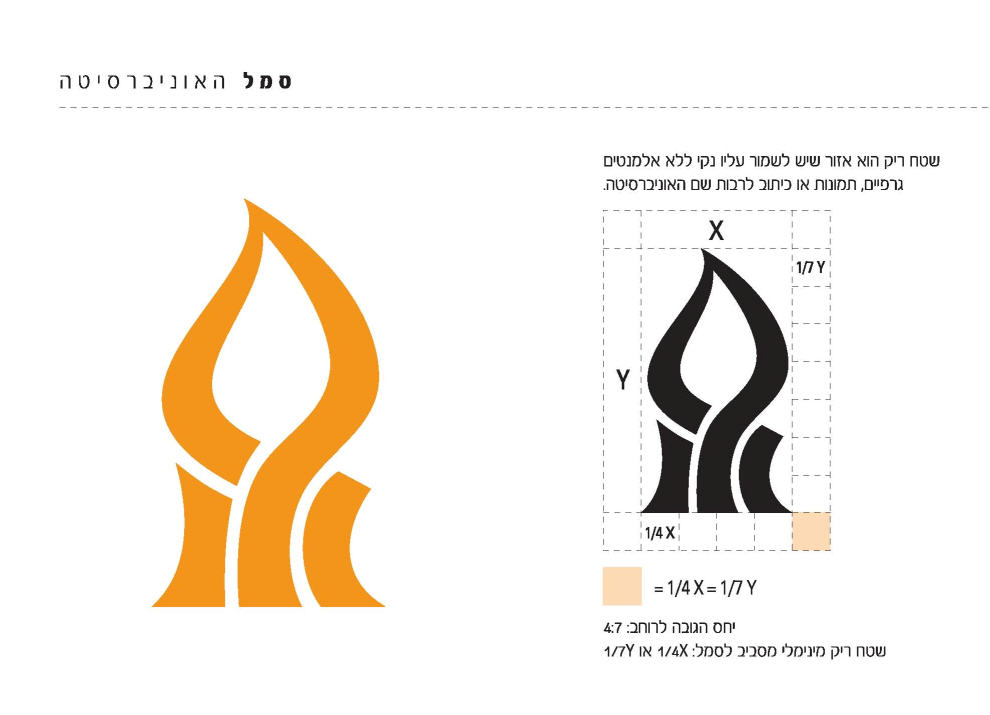 סמל האוניברסיטה
שטח ריק הוא אזור שיש לשמור עליו נקי ללא אלמנטים
גרפיים, תמונות או כיתוב לרבות שם האוניברסיטה.
X
1/7 Y
Y
1/4 X
= 1/4 X = 1/7 Y
יחס הגובה לרוחב: 4:7
שטח ריק מינימלי מסביב לסמל: 1/4X או 1/7Y